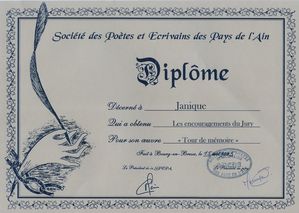 Société des Poètes et Ecrivains des Pays de l'Ain
Diplôme
Décerné à Janique
Qui a obtenu Les encouragements du Jury
Pour son œuvre « Tour de mémoire »
Fait à Bourg-en-Bresse, le
Le Président de la SPEPA